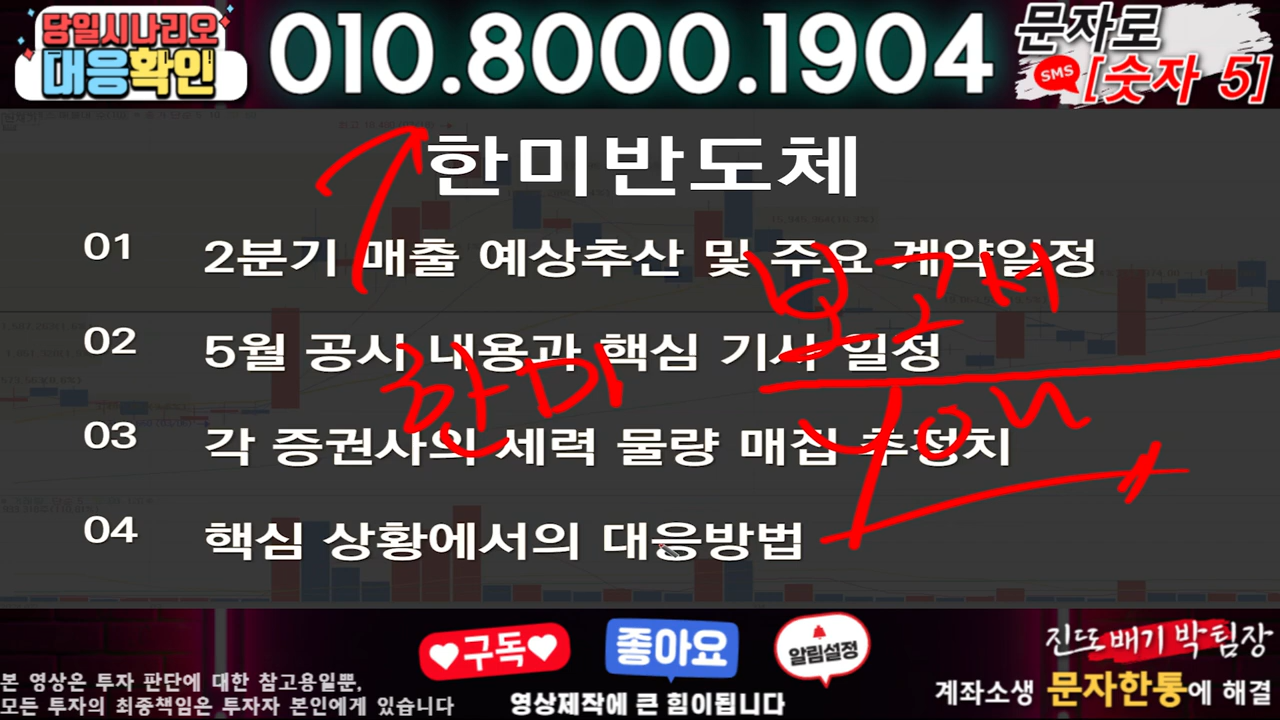 당일시나리오
대응확인
010.8000.1904
문자로
SMS [숫자 5]
한미반도체
01 2분기 매출 예상추산 및 주요 계약일정
02 5월 공시 내용과 핵심 기사 일정
03 각 증권사의 세력 물량 매집 추정치
04 핵심 상황에서의 대응방법
보고서
한미
You
구독
좋아요
알림설정
영상제작에 큰 힘이됩니다
본 영상은 투자 판단에 대한 참고용일뿐,
모든 투자의 최종책임은 투자자 본인에게 있습니다
진또배기 박팀장
계좌소생 문자한통에 해결